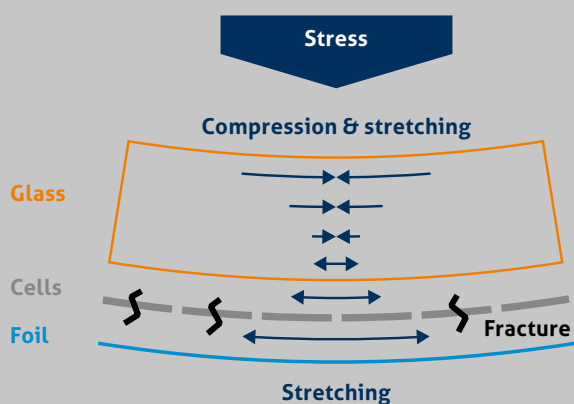 Stress
Compression & stretching
Glass
Cells
Foil
Fracture
Stretching